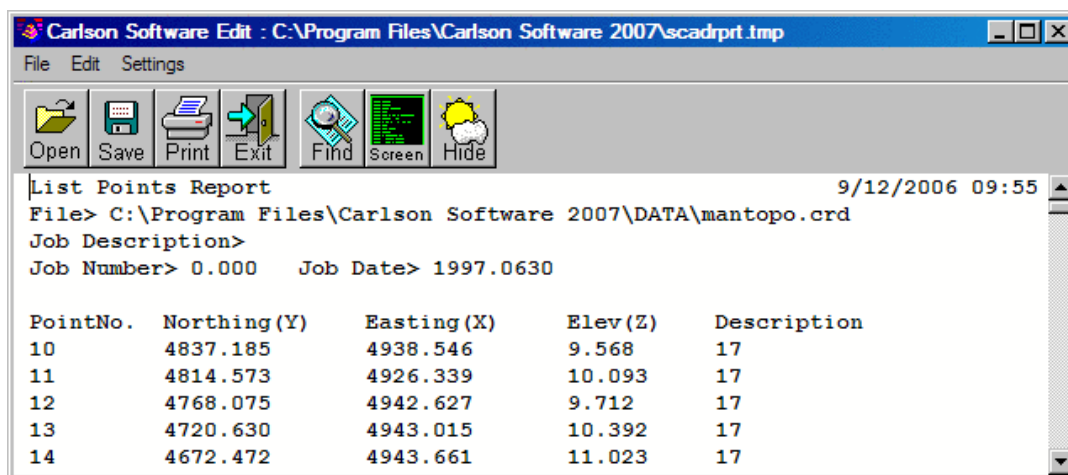 Carlson Software Edit : C:\Program Files\Carlson Software 2007\scadrprt.tmp
File Edit Settings
Open Save Print Exit Find Screen Hide
List Points Report 9/12/2006 09:55
File> C:\Program Files\Carlson Software 2007\DATA\mantopo.crd
Job Description>
Job Number> 0.000 Job Date> 1997.0630
PointNo. Northing(Y) Easting(X) Elev(Z) Description
10 4837.185 4938.546 9.568 17
11 4814.573 4926.339 10.093 17
12 4768.075 4942.627 9.712 17
13 4720.630 4943.015 10.392 17
14 4672.472 4943.661 11.023 17